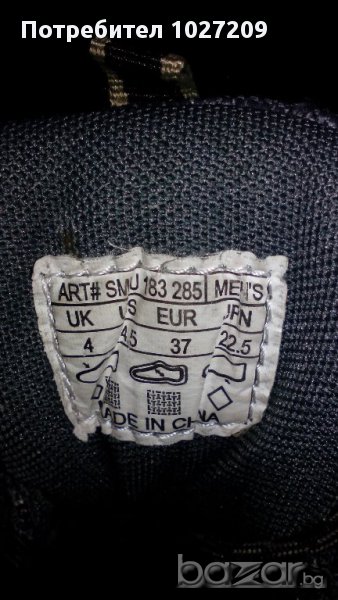 Потребител 1027209
ART# SMU 183 285 MEN'S
UK US EUR JPN
4 4.5 37 22.5
MADE IN CHINA
bazar.bg